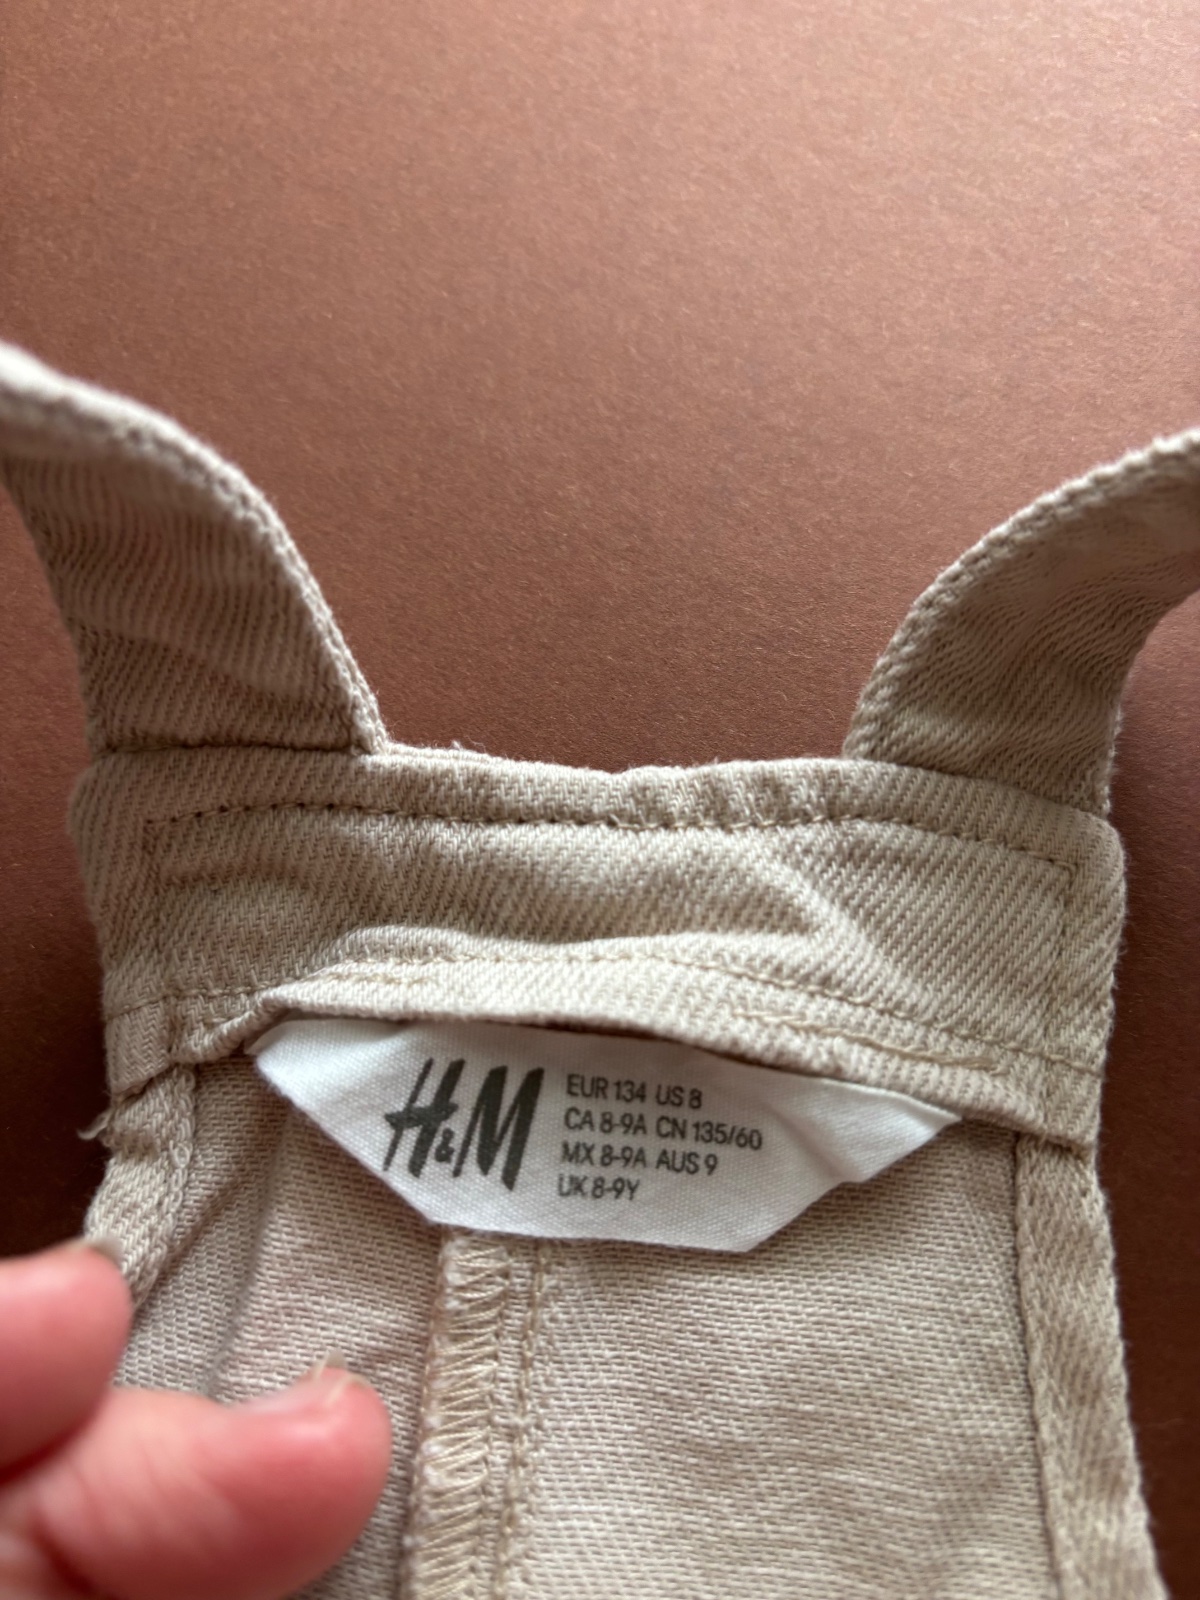 H&M
EUR 134 US 8
CA 8-9A CN 135/60
MX 8-9A AUS 9
UK 8-9Y